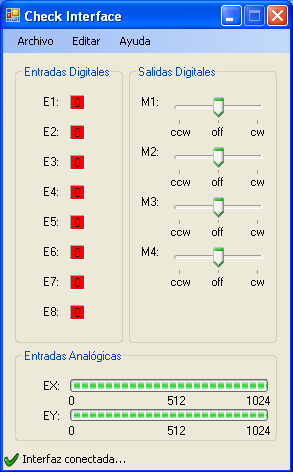 Check Interface
Archivo Editar Ayuda
Entradas Digitales
E1: 0
E2: 0
E3: 0
E4: 0
E5: 0
E6: 0
E7: 0
E8: 0
Salidas Digitales
M1:
ccw off cw
M2:
ccw off cw
M3:
ccw off cw
M4:
ccw off cw
Entradas Analógicas
EX:
0 512 1024
EY:
0 512 1024
Interfaz conectada...